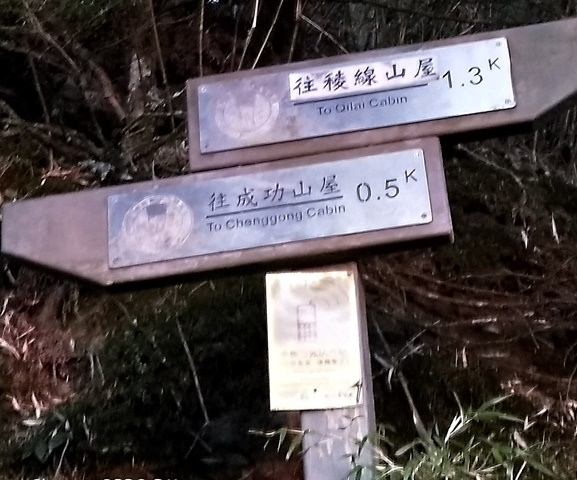 往稜線山屋 1.3K
To Qilai Cabin
往成功山屋 0.5K
To Chenggong Cabin